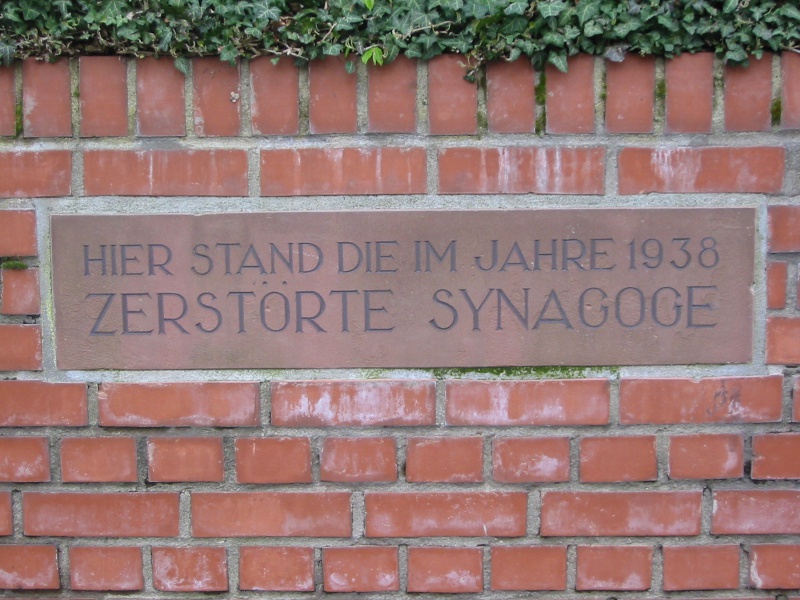 HIER STAND DIE IM JAHRE 1938
ZERSTÖRTE SYNAGOGE